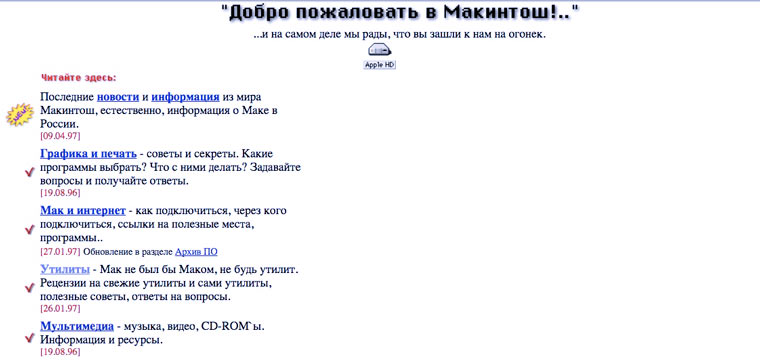 "Добро пожаловать в Макинтош!.."
...и на самом деле мы рады, что вы зашли к нам на огонек.
Apple HD
Читайте здесь:
Последние новости и информация из мира
Макинтош, естественно, информация о Маке в
России.
[09.04.97]
NEW!
Графика и печать - советы и секреты. Какие
программы выбрать? Что с ними делать? Задавайте
вопросы и получайте ответы.
[19.08.96]
Мак и интернет - как подключиться, через кого
подключиться, ссылки на полезные места,
программы..
[27.01.97] Обновление в разделе Архив ПО
Утилиты - Мак не был бы Маком, не будь утилит.
Рецензии на свежие утилиты и сами утилиты,
полезные советы, ответы на вопросы.
[26.01.97]
Мультимедиа - музыка, видео, CD-ROM`ы.
Информация и ресурсы.
[19.08.96]